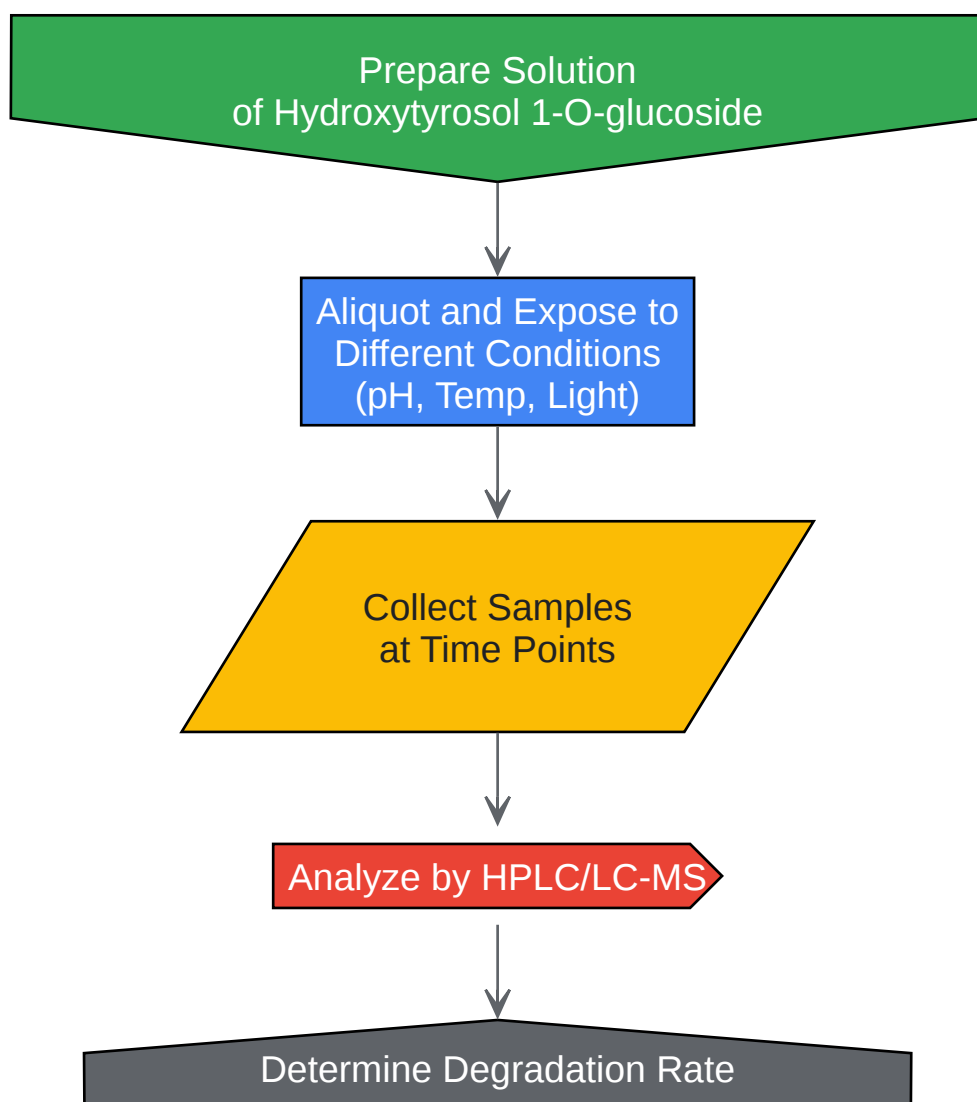 Prepare Solution
of Hydroxytyrosol 1-O-glucoside
Aliquot and Expose to
Different Conditions
(pH, Temp, Light)
Collect Samples
at Time Points
Analyze by HPLC/LC-MS
Determine Degradation Rate